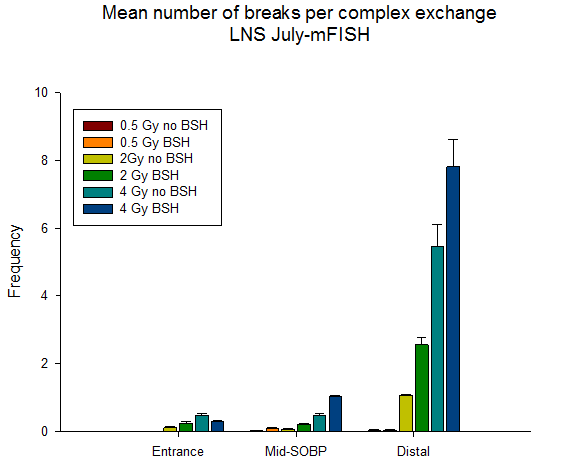 Mean number of breaks per complex exchange
LNS July-mFISH
10
8
6
4
2
0
Frequency
0.5 Gy no BSH
0.5 Gy BSH
2Gy no BSH
2 Gy BSH
4 Gy no BSH
4 Gy BSH
Entrance
Mid-SOBP
Distal